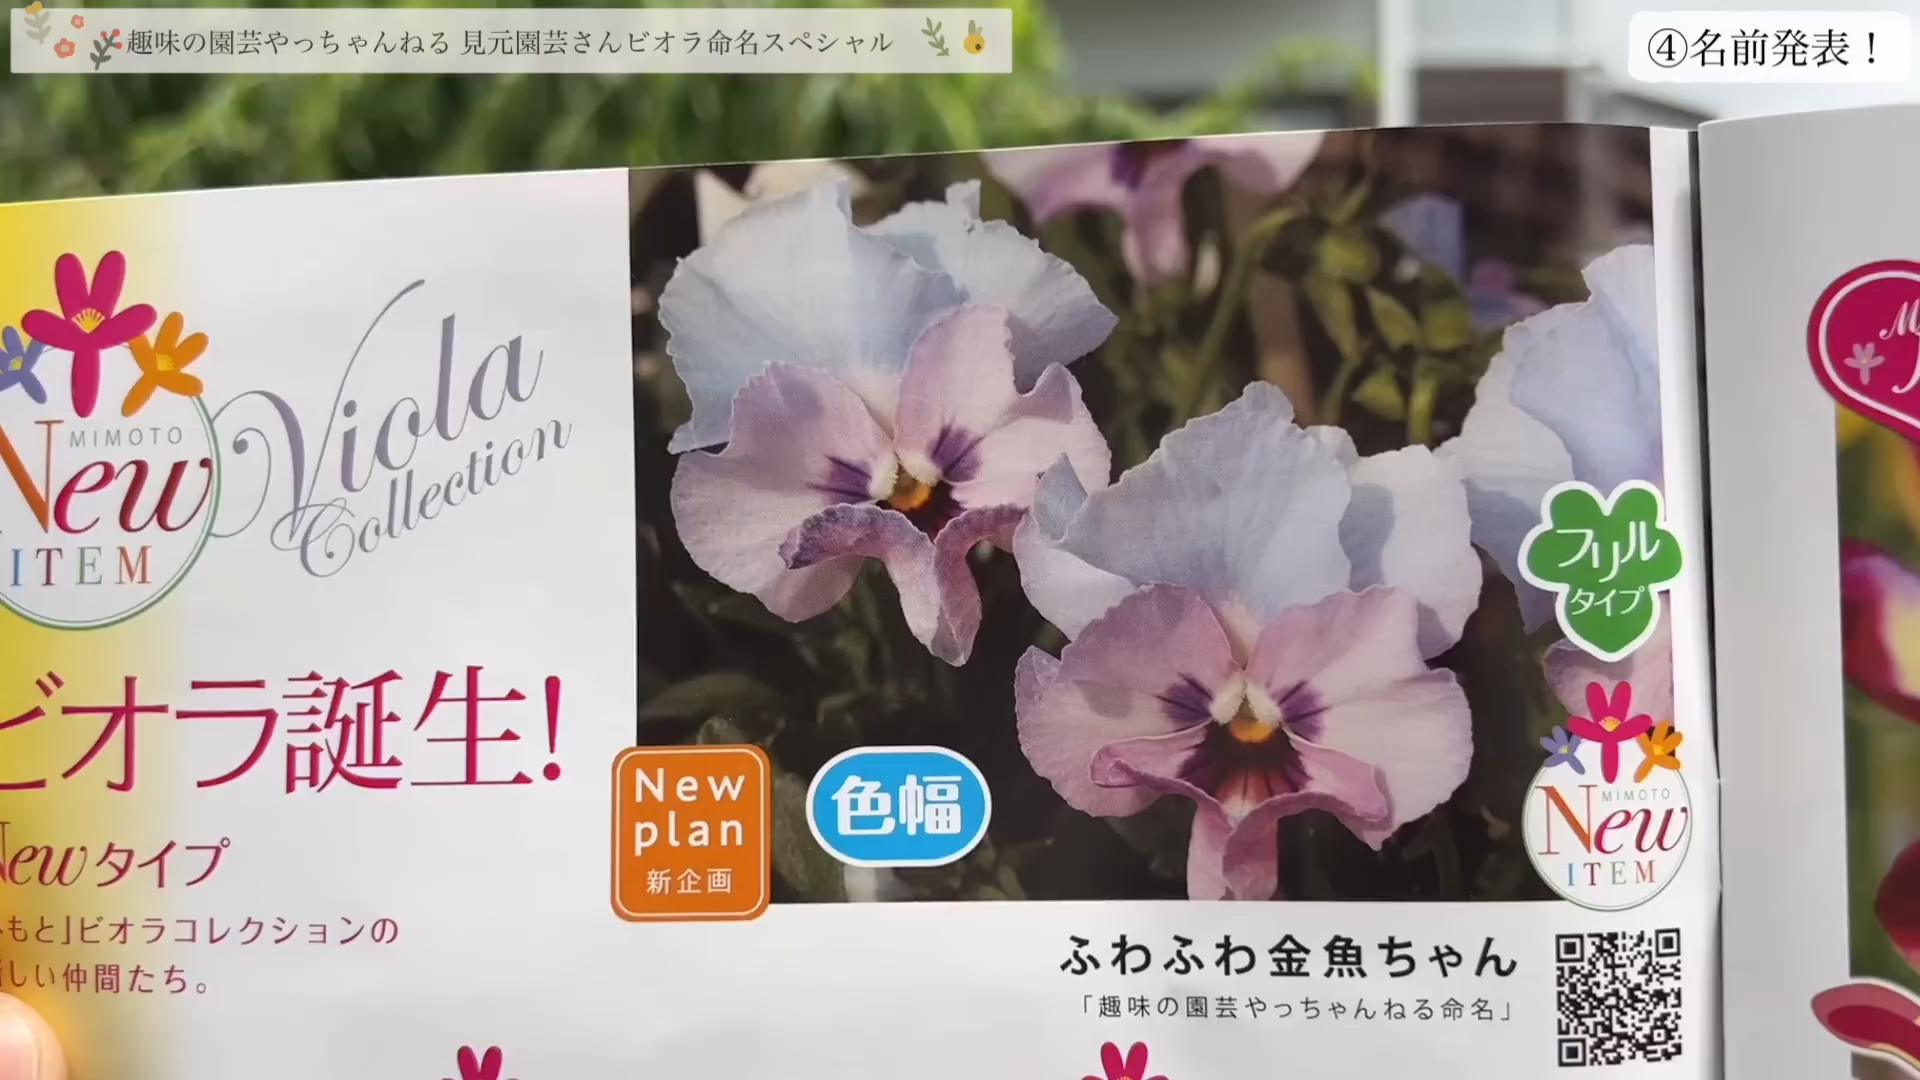 趣味の園芸やっちゃんねる 見元園芸さんビオラ命名スペシャル
④名前発表！
MIMOTO
New
ITEM
Viola
Collection
ビオラ誕生!
Newタイプ
もと」ビオラコレクションの
しい仲間たち。
New
plan
新企画
色幅
フリル
タイプ
MIMOTO
New
ITEM
ふわふわ金魚ちゃん
「趣味の園芸やっちゃんねる命名」